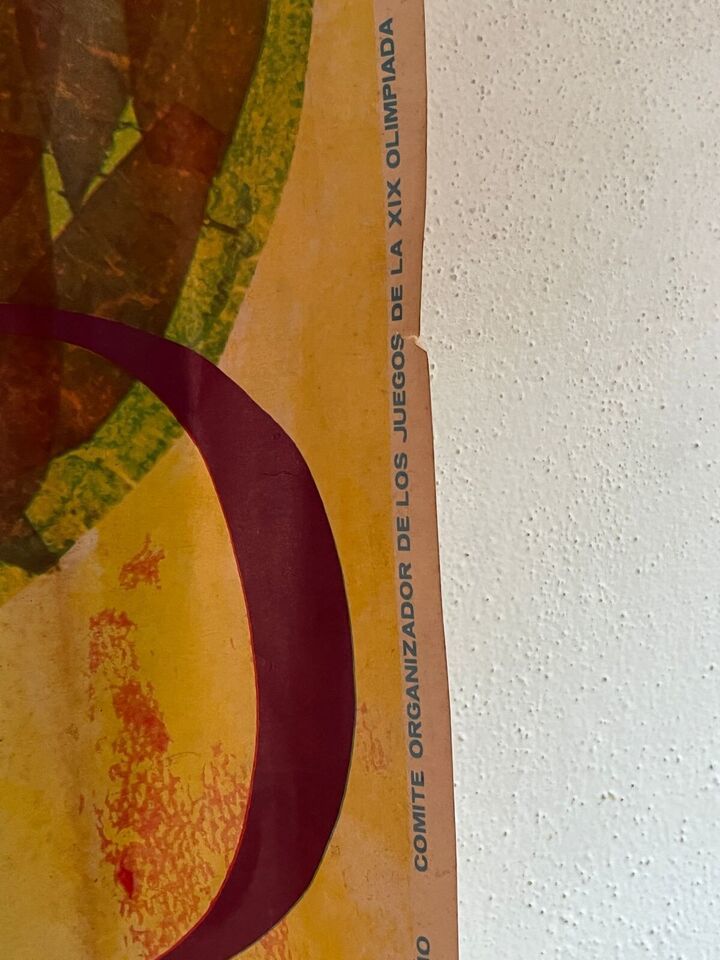 COMITE ORGANIZADOR DE LOS JUEGOS DE LA XIX OLIMPIADA